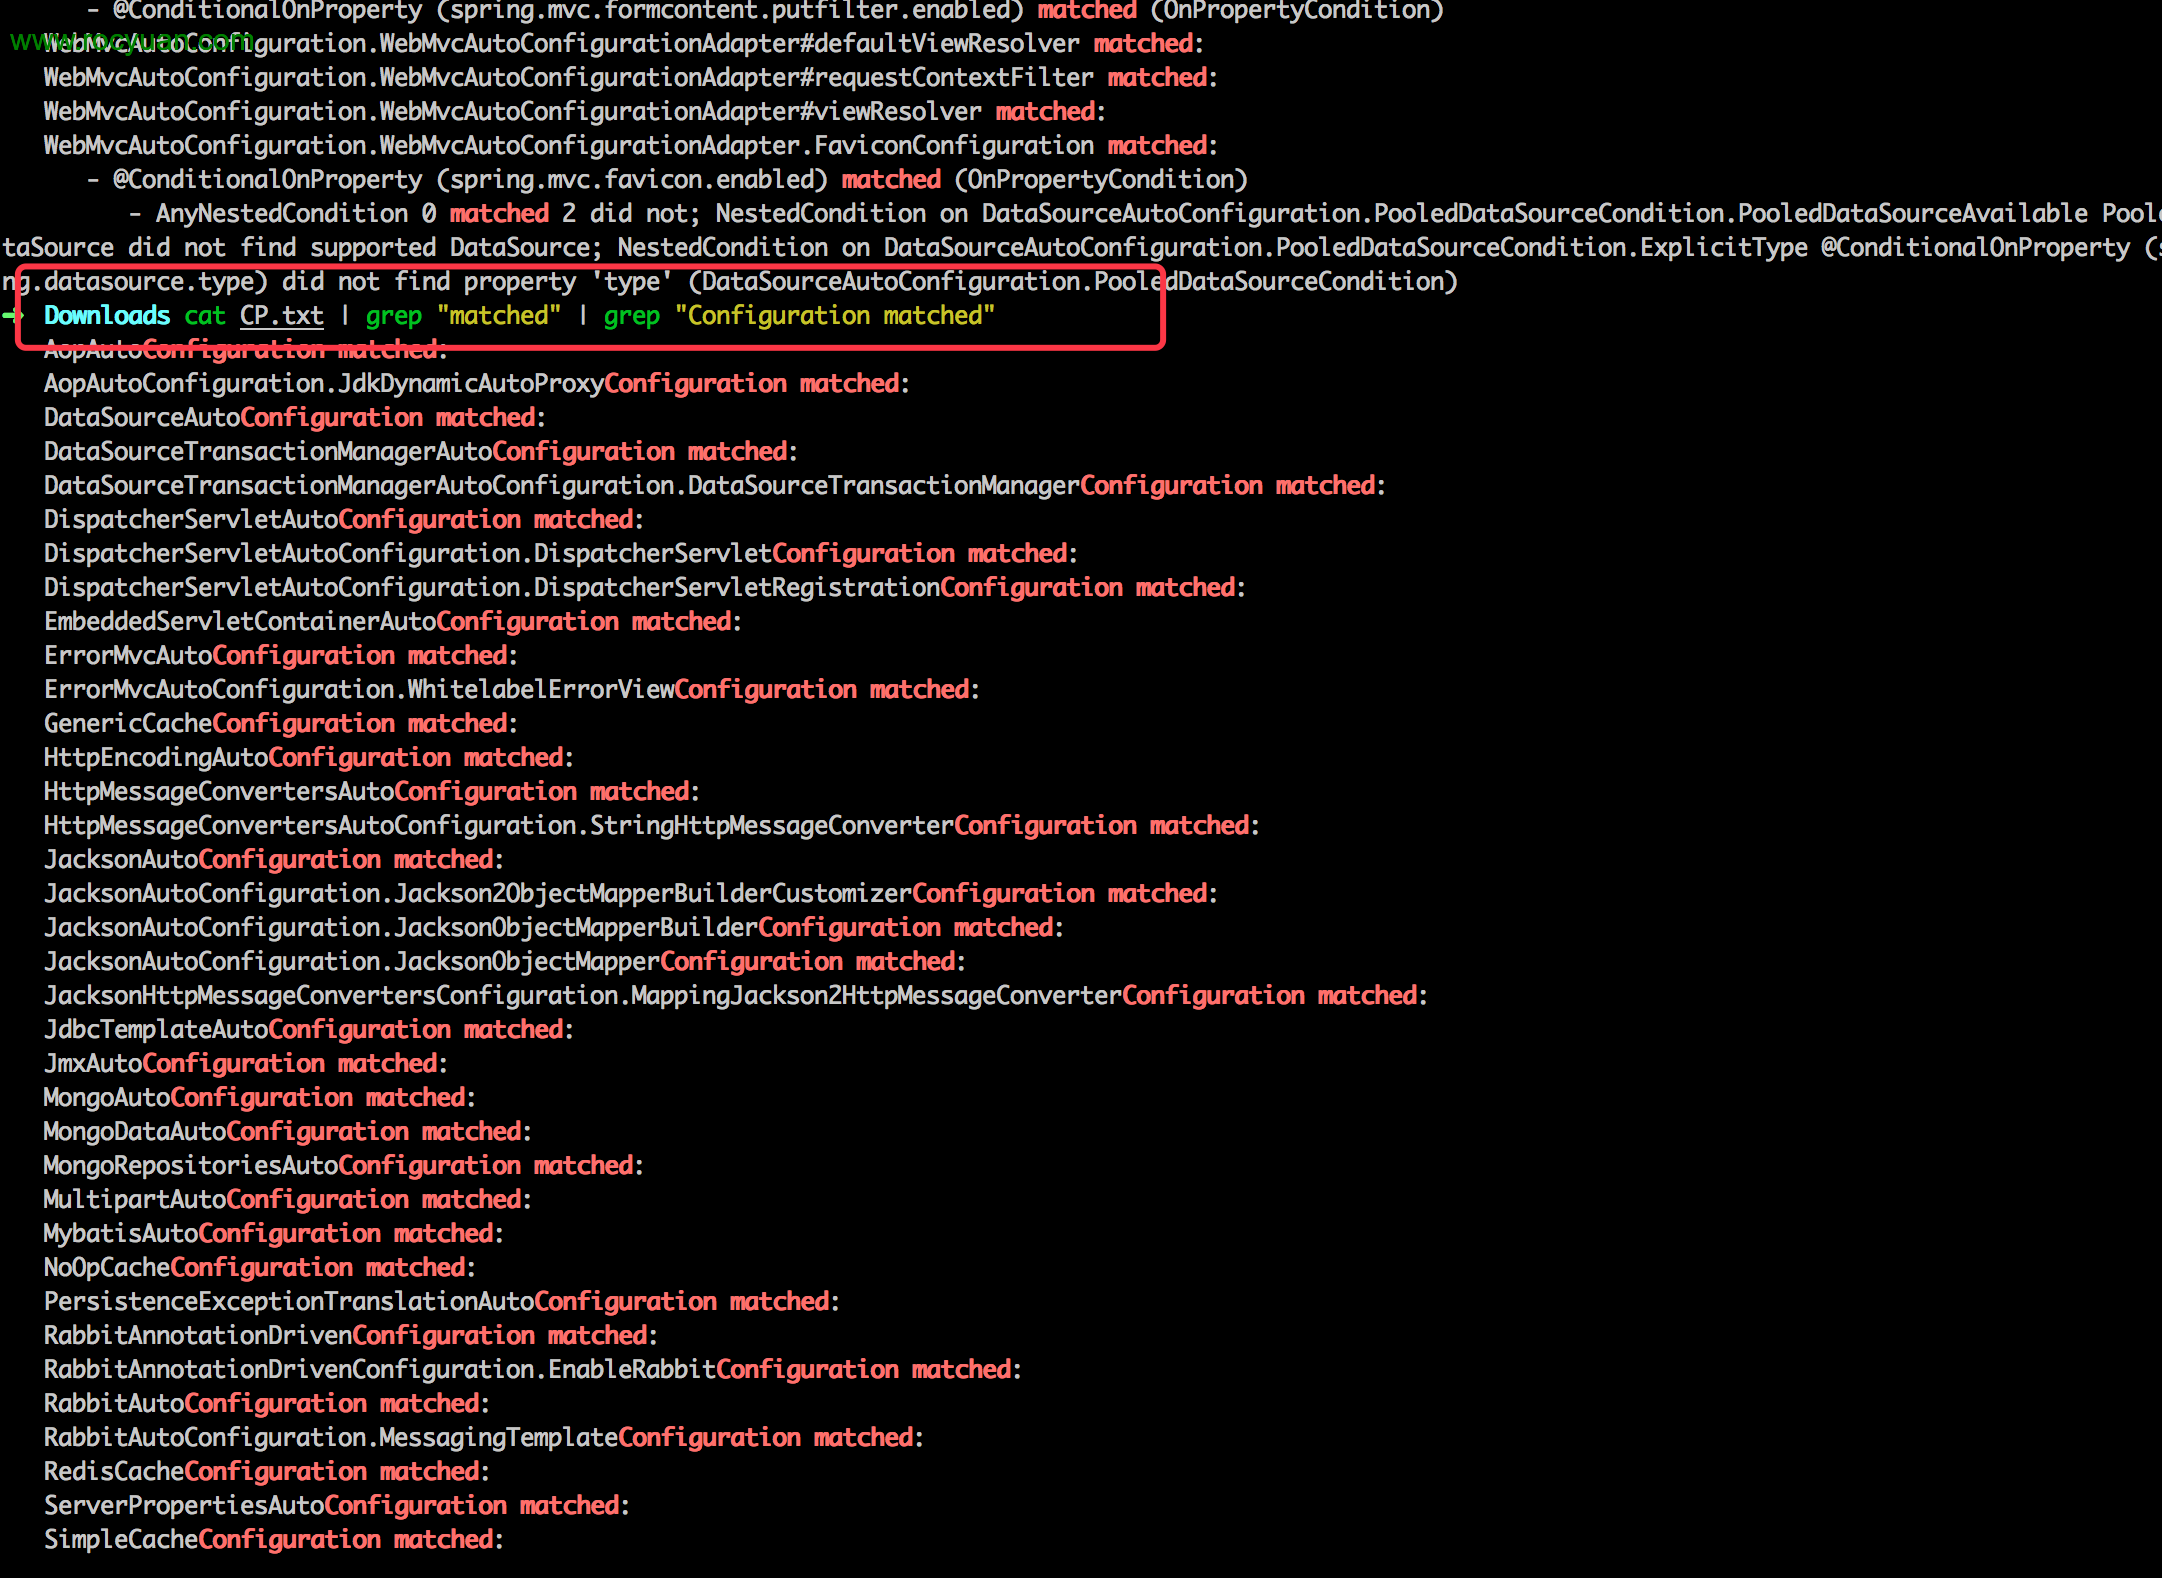 - @ConditionalOnProperty (spring.mvc.formcontent.putfilter.enabled) matched (OnPropertyCondition)
www.rocyuan.com
WebMvcAutoConfiguration.WebMvcAutoConfigurationAdapter#defaultViewResolver matched:
WebMvcAutoConfiguration.WebMvcAutoConfigurationAdapter#requestContextFilter matched:
WebMvcAutoConfiguration.WebMvcAutoConfigurationAdapter#viewResolver matched:
WebMvcAutoConfiguration.WebMvcAutoConfigurationAdapter.FaviconConfiguration matched:
- @ConditionalOnProperty (spring.mvc.favicon.enabled) matched (OnPropertyCondition)
- AnyNestedCondition 0 matched 2 did not; NestedCondition on DataSourceAutoConfiguration.PooledDataSourceCondition.PooledDataSourceAvailable Pool
taSource did not find supported DataSource; NestedCondition on DataSourceAutoConfiguration.PooledDataSourceCondition.ExplicitType @ConditionalOnProperty (
ng.datasource.type) did not find property 'type' (DataSourceAutoConfiguration.PooledDataSourceCondition)
→ Downloads cat CP.txt | grep "matched" | grep "Configuration matched"
AopAutoConfiguration matched:
AopAutoConfiguration.JdkDynamicAutoProxyConfiguration matched:
DataSourceAutoConfiguration matched:
DataSourceTransactionManagerAutoConfiguration matched:
DataSourceTransactionManagerAutoConfiguration.DataSourceTransactionManagerConfiguration matched:
DispatcherServletAutoConfiguration matched:
DispatcherServletAutoConfiguration.DispatcherServletConfiguration matched:
DispatcherServletAutoConfiguration.DispatcherServletRegistrationConfiguration matched:
EmbeddedServletContainerAutoConfiguration matched:
ErrorMvcAutoConfiguration matched:
ErrorMvcAutoConfiguration.WhitelabelErrorViewConfiguration matched:
GenericCacheConfiguration matched:
HttpEncodingAutoConfiguration matched:
HttpMessageConvertersAutoConfiguration matched:
HttpMessageConvertersAutoConfiguration.StringHttpMessageConverterConfiguration matched:
JacksonAutoConfiguration matched:
JacksonAutoConfiguration.Jackson2ObjectMapperBuilderCustomizerConfiguration matched:
JacksonAutoConfiguration.JacksonObjectMapperBuilderConfiguration matched:
JacksonAutoConfiguration.JacksonObjectMapperConfiguration matched:
JacksonHttpMessageConvertersConfiguration.MappingJackson2HttpMessageConverterConfiguration matched:
JdbcTemplateAutoConfiguration matched:
JmxAutoConfiguration matched:
MongoAutoConfiguration matched:
MongoDataAutoConfiguration matched:
MongoRepositoriesAutoConfiguration matched:
MultipartAutoConfiguration matched:
MybatisAutoConfiguration matched:
NoOpCacheConfiguration matched:
PersistenceExceptionTranslationAutoConfiguration matched:
RabbitAnnotationDrivenConfiguration matched:
RabbitAnnotationDrivenConfiguration.EnableRabbitConfiguration matched:
RabbitAutoConfiguration matched:
RabbitAutoConfiguration.MessagingTemplateConfiguration matched:
RedisCacheConfiguration matched:
ServerPropertiesAutoConfiguration matched:
SimpleCacheConfiguration matched: